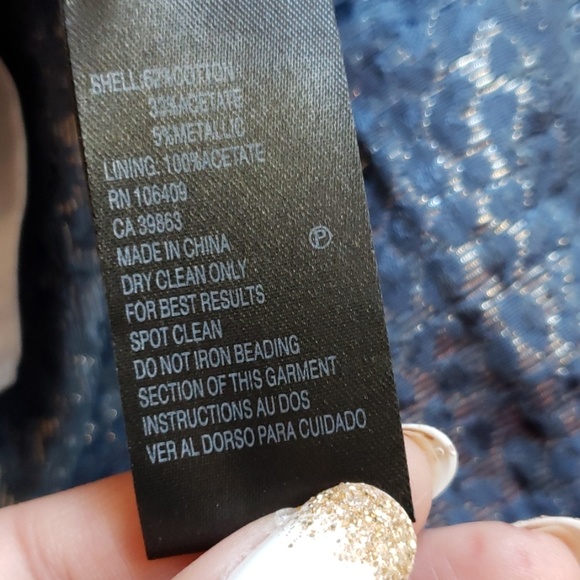 SHELL.62%COTTON
33%ACETATE
5%METALLIC
LINING. 100%ACETATE
RN 106409
CA 39863
MADE IN CHINA
P
DRY CLEAN ONLY
FOR BEST RESULTS
SPOT CLEAN
DO NOT IRON BEADING
SECTION OF THIS GARMENT
INSTRUCTIONS AU DOS
VER AL DORSO PARA CUIDADO